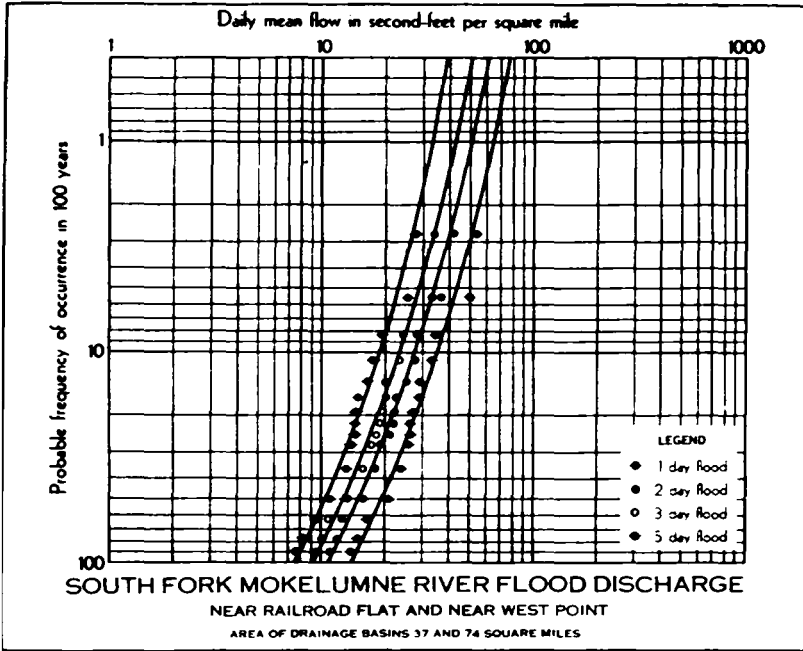 Daily mean flow in second-feet per square mile
1 10 100 1000
Probable frequency of occurrence in 100 years
1
10
100
LEGEND
1 day flood
2 day flood
3 day flood
5 day flood
SOUTH FORK MOKELUMNE RIVER FLOOD DISCHARGE
NEAR RAILROAD FLAT AND NEAR WEST POINT
AREA OF DRAINAGE BASINS 37 AND 74 SQUARE MILES